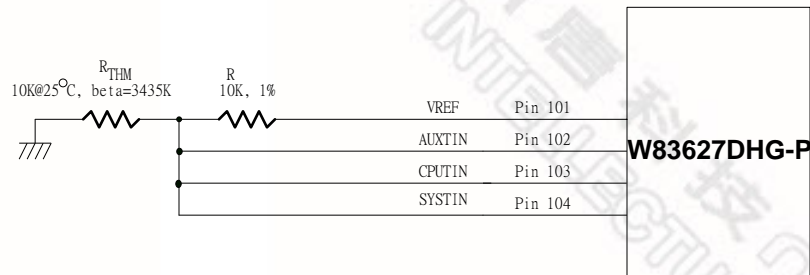 R_THM
10K@25°C, beta=3435K
R
10K, 1%
VREF Pin 101
AUXTIN Pin 102
CPUTIN Pin 103
SYSTIN Pin 104
W83627DHG-P